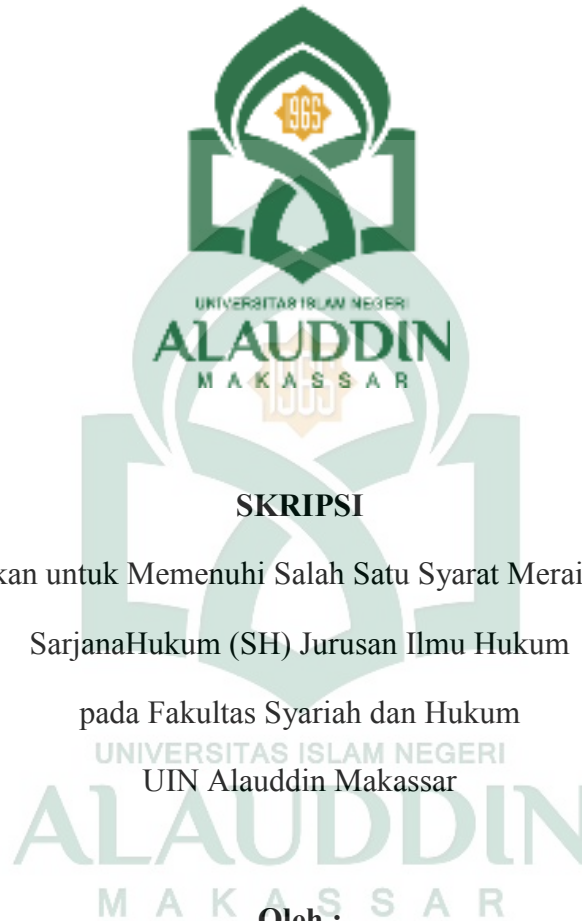 1965
UNIVERSITAS ISLAM NEGERI
ALAUDDIN
MAKASSAR
SKRIPSI
kan untuk Memenuhi Salah Satu Syarat Merai
SarjanaHukum (SH) Jurusan Ilmu Hukum
pada Fakultas Syariah dan Hukum
UNIVERSITAS ISLAM NEGERI
UIN Alauddin Makassar
ALAUDDIN
MAKASSAR
Oleh :